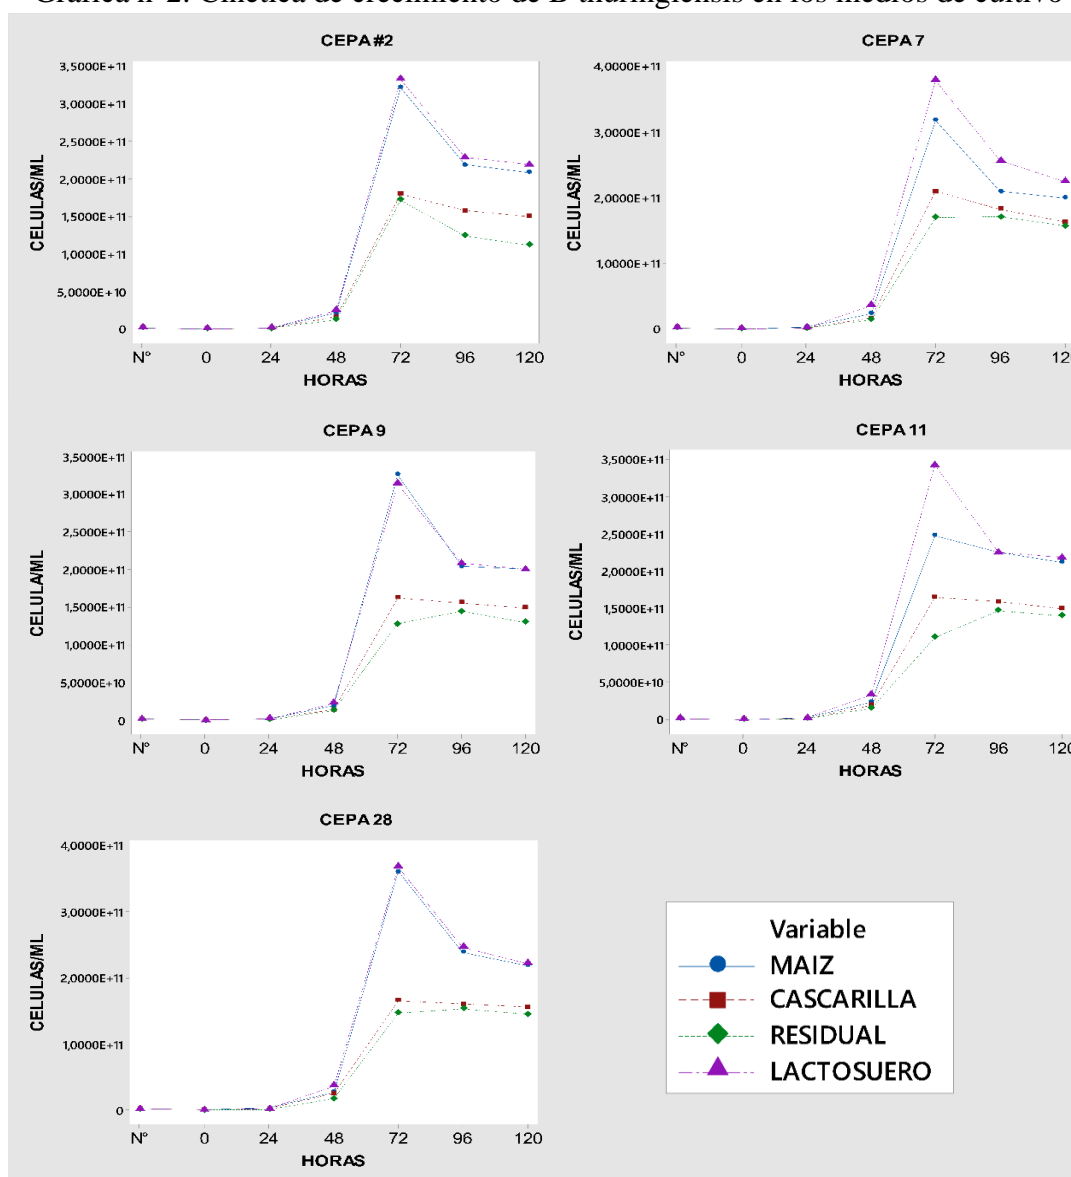 Gráfica nº2. Cinética de crecimiento de B thuringiensis en los medios de cultivo
CEPA #2
CELULAS/ML
3,5000E+11
3,0000E+11
2,5000E+11
2,0000E+11
1,5000E+11
1,0000E+11
5,0000E+10
0
N° 0 24 48 72 96 120
HORAS
CEPA 7
CELULAS/ML
4,0000E+11
3,0000E+11
2,0000E+11
1,0000E+11
0
N° 0 24 48 72 96 120
HORAS
CEPA 9
CELULA/ML
3,5000E+11
3,0000E+11
2,5000E+11
2,0000E+11
1,5000E+11
1,0000E+11
5,0000E+10
0
N° 0 24 48 72 96 120
HORAS
CEPA 11
CELULAS/ML
3,5000E+11
3,0000E+11
2,5000E+11
2,0000E+11
1,5000E+11
1,0000E+11
5,0000E+10
0
N° 0 24 48 72 96 120
HORAS
CEPA 28
CELULAS/ML
4,0000E+11
3,0000E+11
2,0000E+11
1,0000E+11
0
N° 0 24 48 72 96 120
HORAS
Variable
MAIZ
CASCARILLA
RESIDUAL
LACTOSUERO